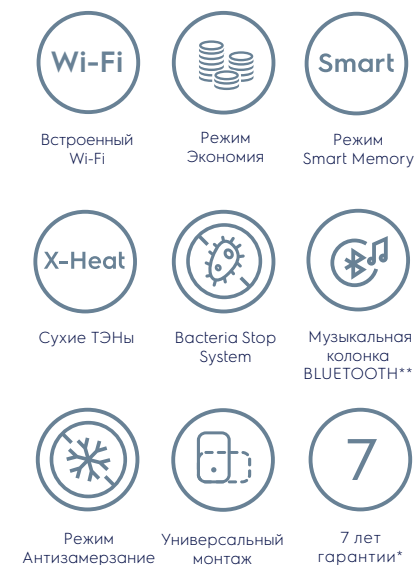 Wi-Fi
Smart
Встроенный
Wi-Fi
Режим
Экономия
Режим
Smart Memory
X-Heat
Сухие ТЭНы
Bacteria Stop
System
Музыкальная
колонка
BLUETOOTH**
7
Режим
Антизамерзание
Универсальный
монтаж
7 лет
гарантии*